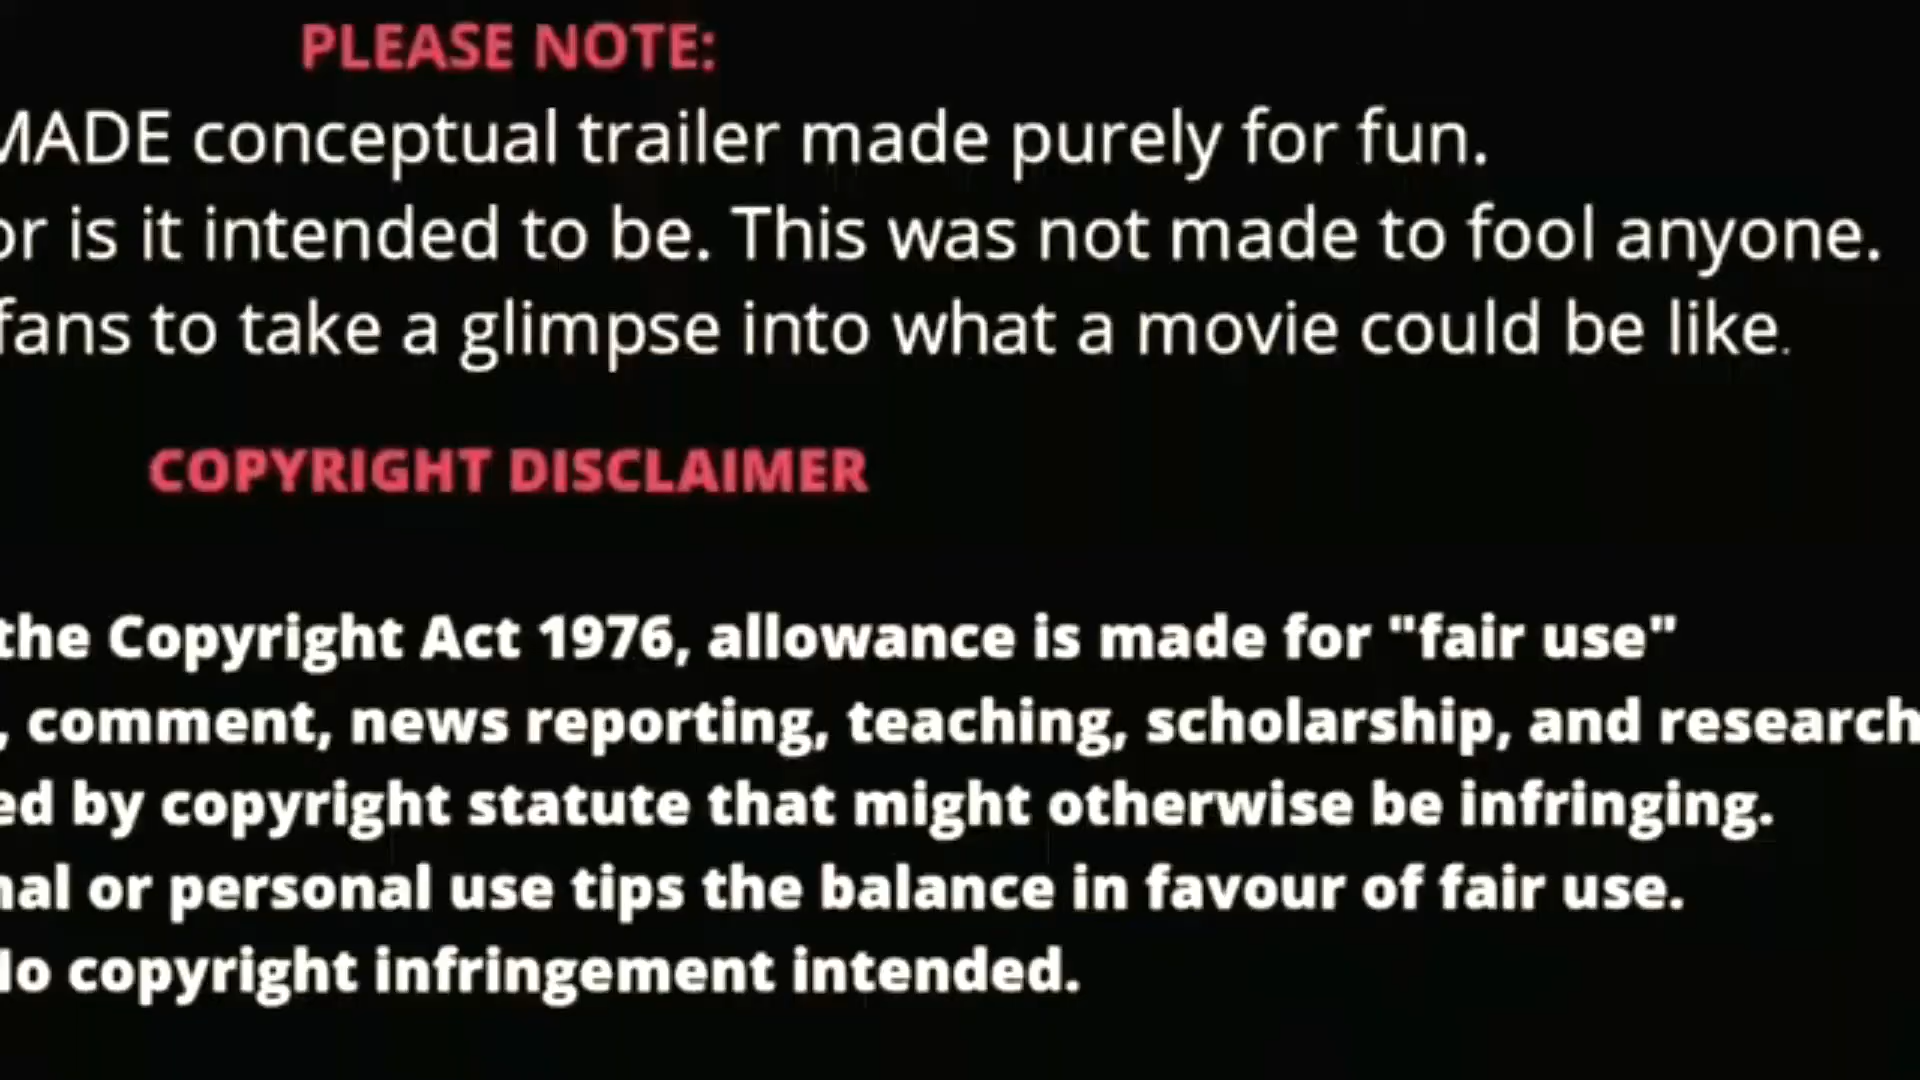 PLEASE NOTE:
MADE conceptual trailer made purely for fun.
or is it intended to be. This was not made to fool anyone.
fans to take a glimpse into what a movie could be like.
COPYRIGHT DISCLAIMER
the Copyright Act 1976, allowance is made for "fair use"
, comment, news reporting, teaching, scholarship, and research
ed by copyright statute that might otherwise be infringing.
nal or personal use tips the balance in favour of fair use.
No copyright infringement intended.